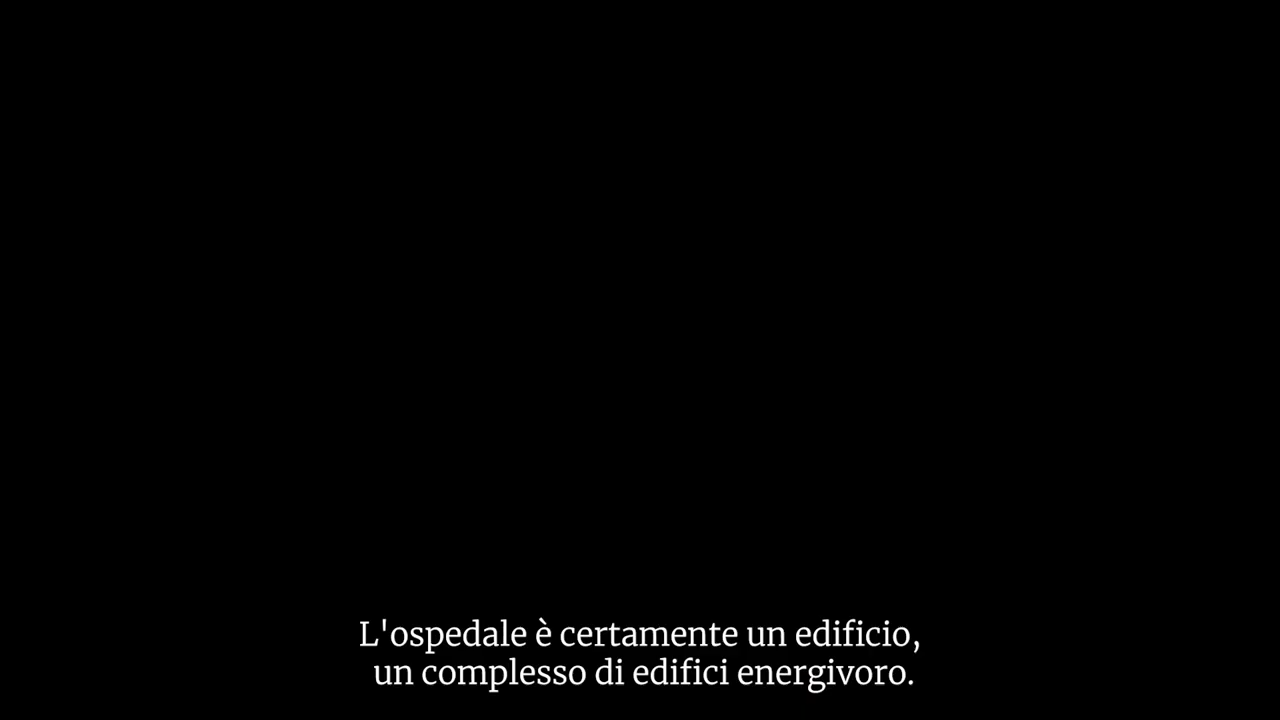 L'ospedale è certamente un edificio,
un complesso di edifici energivoro.